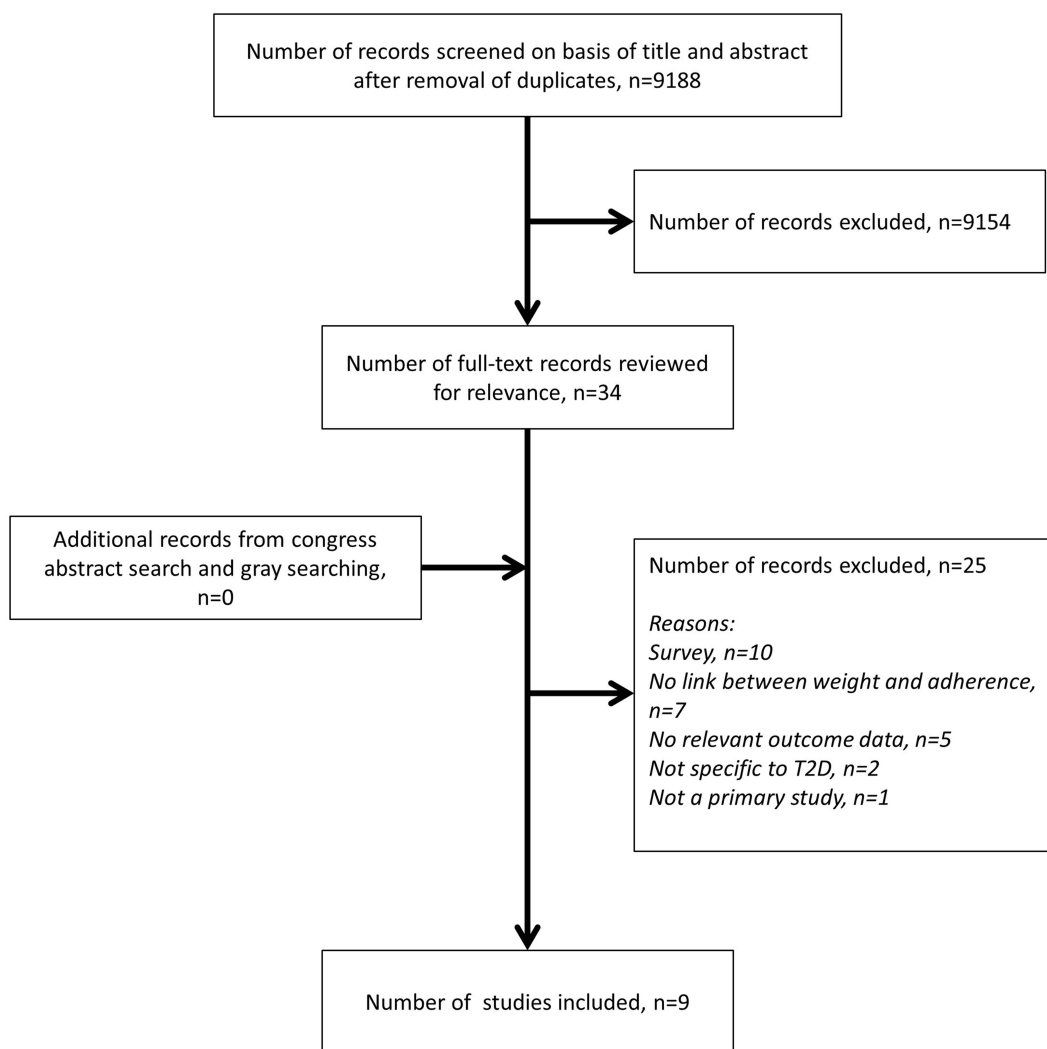 Number of records screened on basis of title and abstract
after removal of duplicates, n=9188
Number of records excluded, n=9154
Number of full-text records reviewed
for relevance, n=34
Additional records from congress
abstract search and gray searching,
n=0
Number of records excluded, n=25
Reasons:
Survey, n=10
No link between weight and adherence,
n=7
No relevant outcome data, n=5
Not specific to T2D, n=2
Not a primary study, n=1
Number of  studies included, n=9